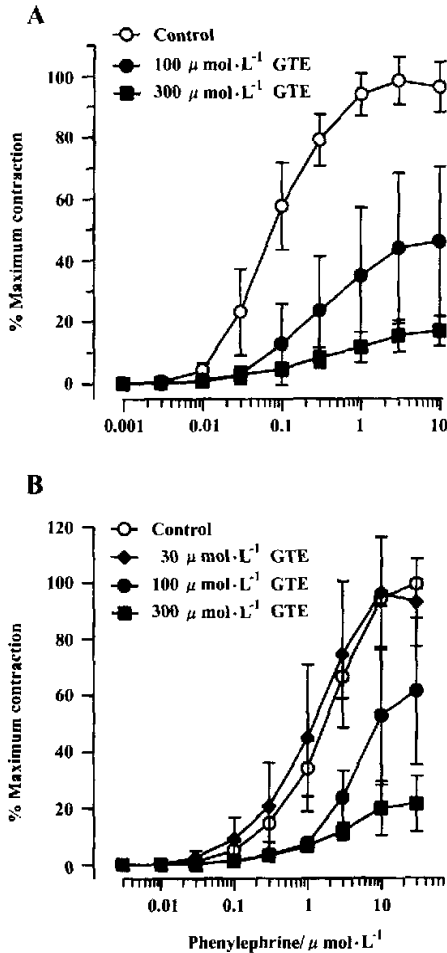 A
Control
100 μ mol·L⁻¹ GTE
300 μ mol·L⁻¹ GTE
% Maximum contraction
100
80
60
40
20
0
0.001 0.01 0.1 1 10
B
Control
30 μ mol·L⁻¹ GTE
100 μ mol·L⁻¹ GTE
300 μ mol·L⁻¹ GTE
% Maximum contraction
120
100
80
60
40
20
0
0.01 0.1 1 10
Phenylephrine/ μ mol·L⁻¹